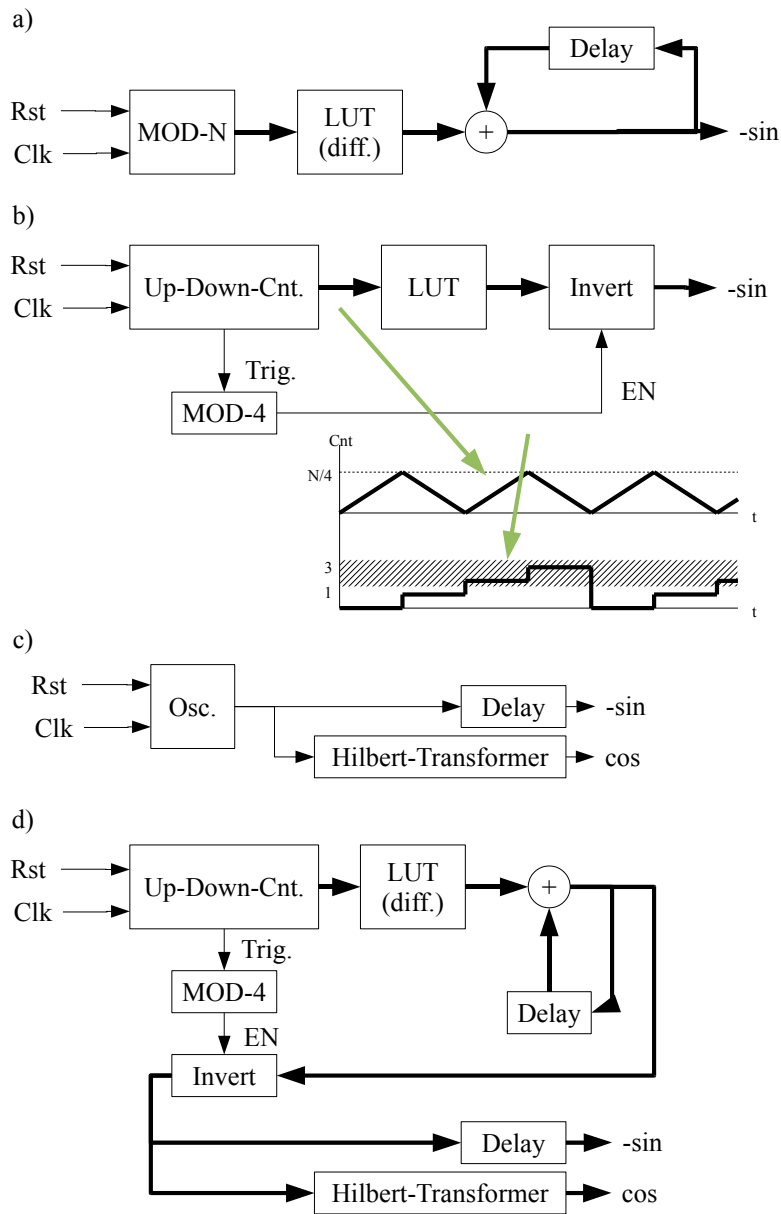 a)
Delay
Rst
MOD-N
LUT
(diff.)
+
-sin
Clk
b)
Rst
Up-Down-Cnt.
LUT
Invert
-sin
Clk
Trig.
EN
MOD-4
Cnt
N/4
t
3
1
t
c)
Rst
Osc.
Delay
-sin
Clk
Hilbert-Transformer
cos
d)
Rst
Up-Down-Cnt.
LUT
(diff.)
+
Clk
Trig.
MOD-4
Delay
EN
Invert
Delay
-sin
Hilbert-Transformer
cos